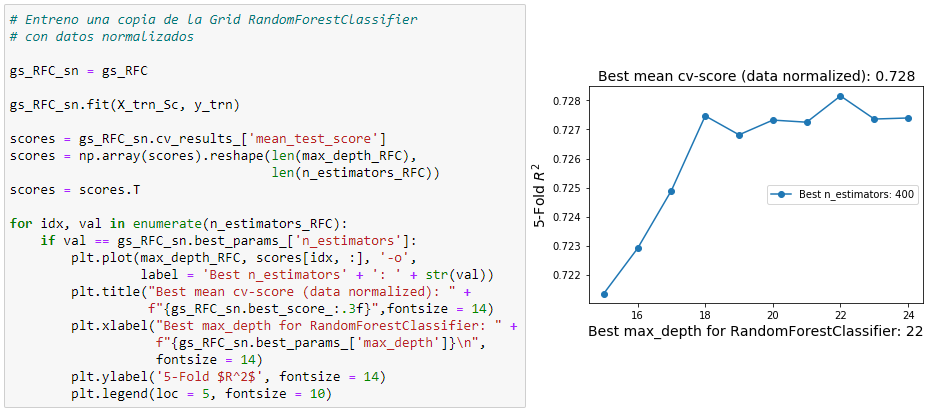 # Entreno una copia de la Grid RandomForestClassifier
# con datos normalizados
gs_RFC_sn = gs_RFC
gs_RFC_sn.fit(X_trn_Sc, y_trn)
scores = gs_RFC_sn.cv_results_['mean_test_score']
scores = np.array(scores).reshape(len(max_depth_RFC),
len(n_estimators_RFC))
scores = scores.T
for idx, val in enumerate(n_estimators_RFC):
if val == gs_RFC_sn.best_params_['n_estimators']:
plt.plot(max_depth_RFC, scores[idx, :], '-o',
label = 'Best n_estimators' + ': ' + str(val))
plt.title("Best mean cv-score (data normalized): " +
f"{gs_RFC_sn.best_score_:.3f}",fontsize = 14)
plt.xlabel("Best max_depth for RandomForestClassifier: " +
f"{gs_RFC_sn.best_params_['max_depth']}\n",
fontsize = 14)
plt.ylabel('5-Fold $R^2$', fontsize = 14)
plt.legend(loc = 5, fontsize = 10)
Best mean cv-score (data normalized): 0.728
0.728
0.727
0.726
0.725
0.724
0.723
0.722
5-Fold R²
Best n_estimators: 400
16 18 20 22 24
Best max_depth for RandomForestClassifier: 22